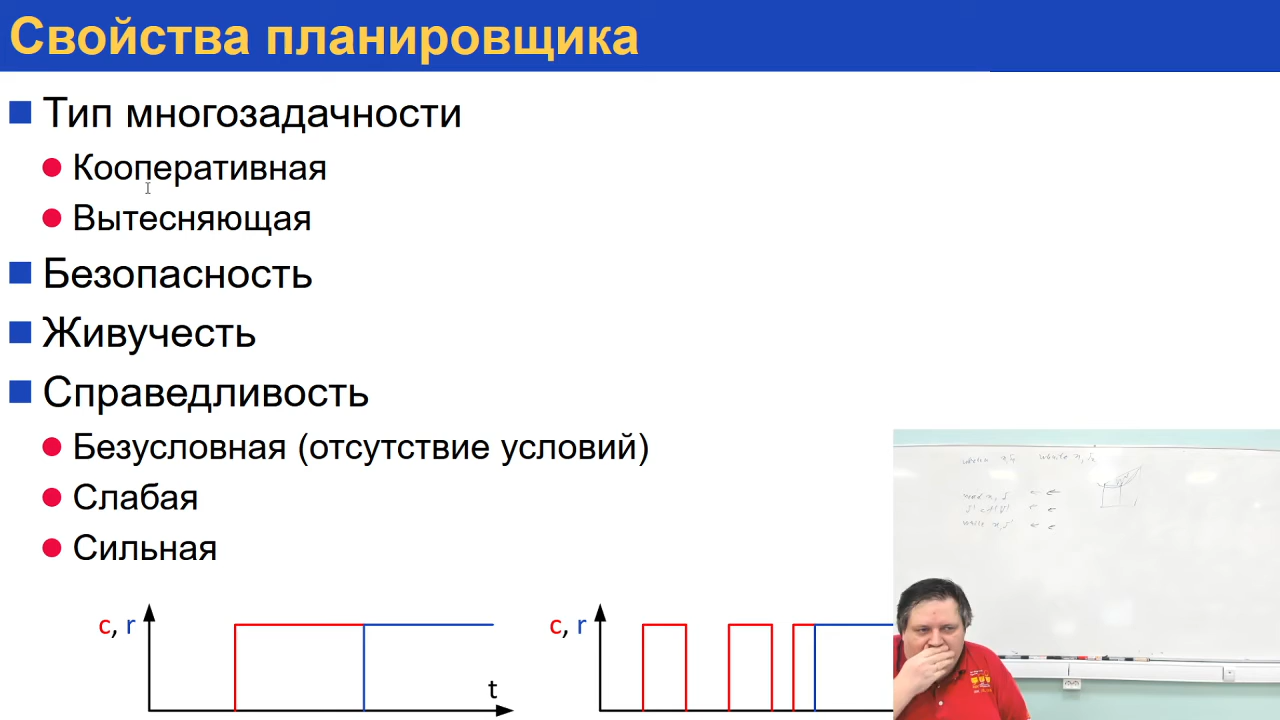 Свойства планировщика
Тип многозадачности
Кооперативная
Вытесняющая
Безопасность
Живучесть
Справедливость
Безусловная (отсутствие условий)
Слабая
Сильная
c, r
t
c, r